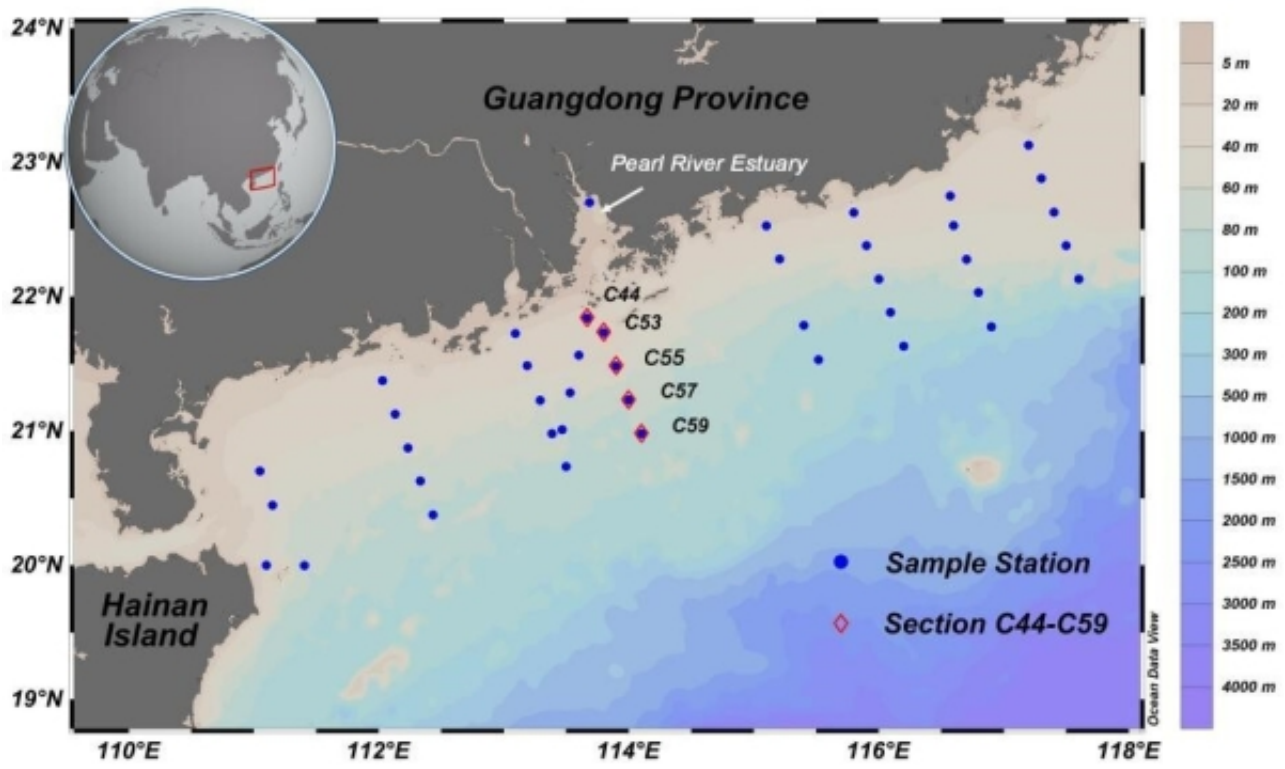 24°N
23°N
22°N
21°N
20°N
19°N
110°E
112°E
114°E
116°E
118°E
Guangdong Province
Pearl River Estuary
C44
C53
C55
C57
C59
Hainan
Island
Sample Station
Section C44-C59
Ocean Data View
5 m
20 m
40 m
60 m
80 m
100 m
200 m
300 m
500 m
1000 m
1500 m
2000 m
2500 m
3000 m
3500 m
4000 m